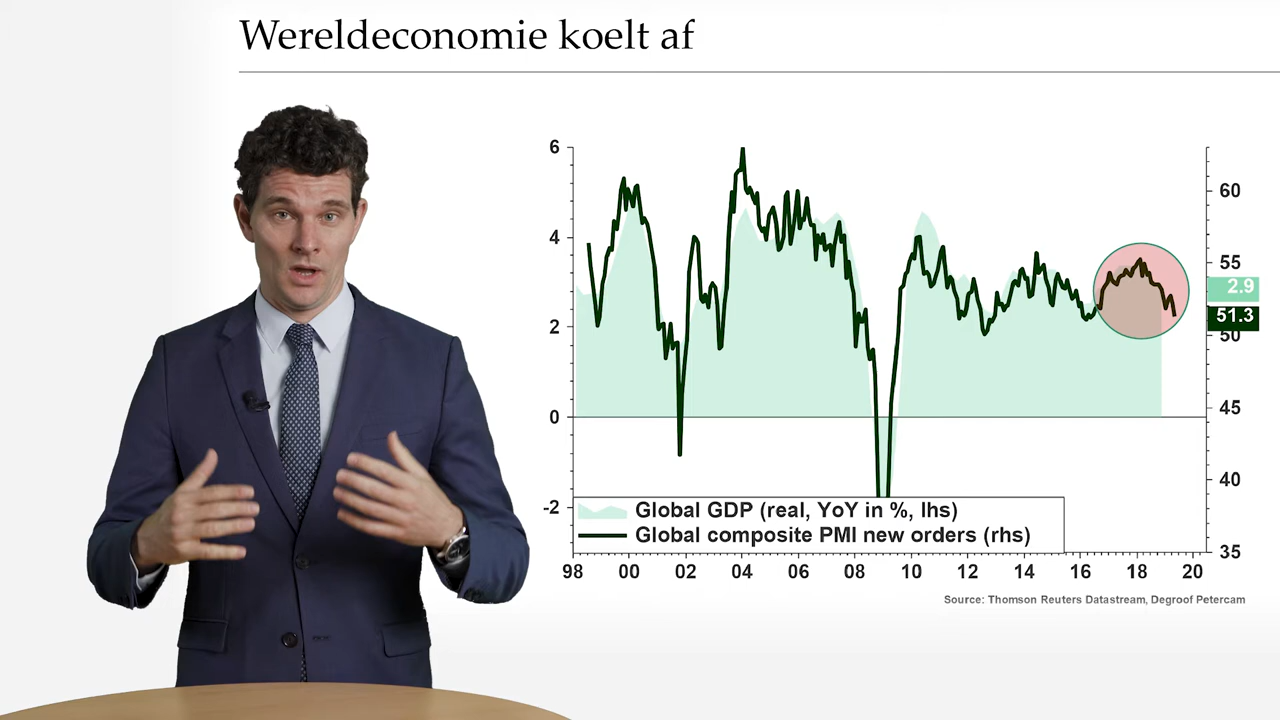 Wereldeconomie koelt af
6
4
2
0
-2
60
55
50
45
40
35
2.9
51.3
Global GDP (real, YoY in %, lhs)
Global composite PMI new orders (rhs)
98 00 02 04 06 08 10 12 14 16 18 20
Source: Thomson Reuters Datastream, Degroof Petercam